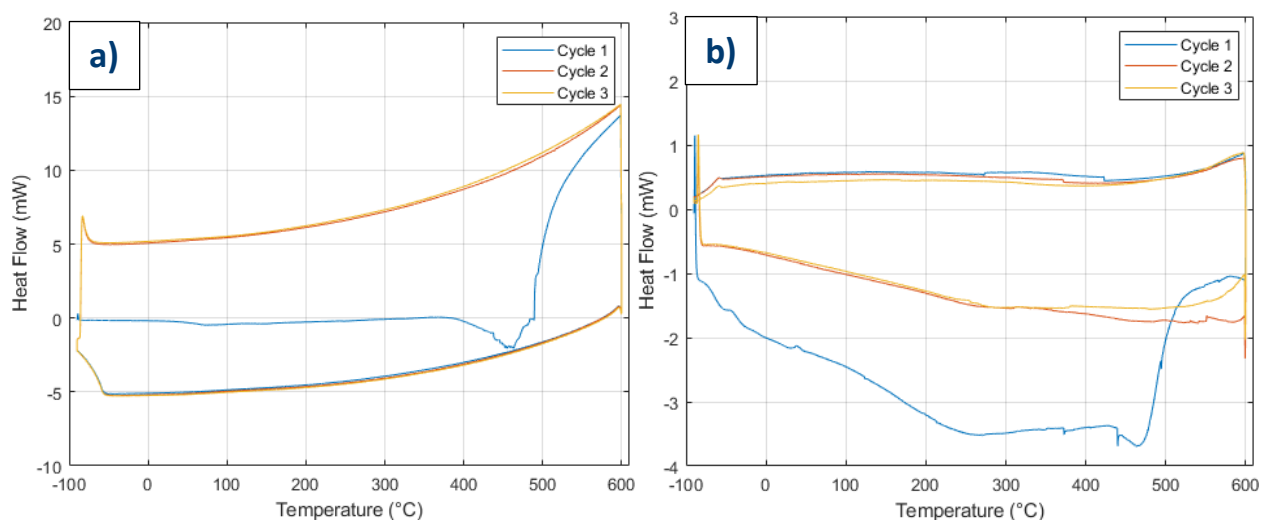 a)
20
15
10
5
0
-5
-10
Heat Flow (mW)
-100 0 100 200 300 400 500 600
Temperature (°C)
Cycle 1
Cycle 2
Cycle 3
b)
3
2
1
0
-1
-2
-3
-4
Heat Flow (mW)
-100 0 100 200 300 400 500 600
Temperature (°C)
Cycle 1
Cycle 2
Cycle 3